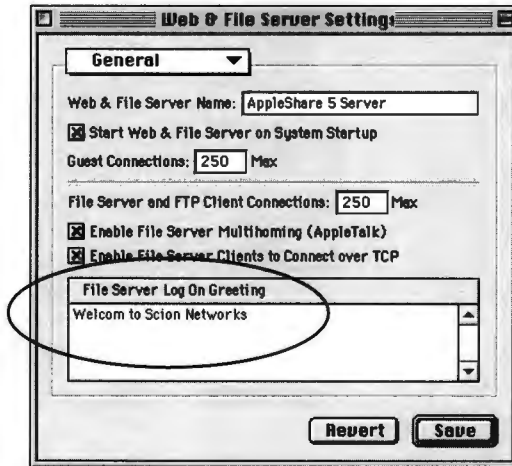 Web & File Server Settings
General
Web & File Server Name: AppleShare 5 Server
Start Web & File Server on System Startup
Guest Connections: 250 Max
File Server and FTP Client Connections: 250 Max
Enable File Server Multihoming (AppleTalk)
Enable File Server Clients to Connect over TCP
File Server Log On Greeting
Welcom to Scion Networks
Revert Save